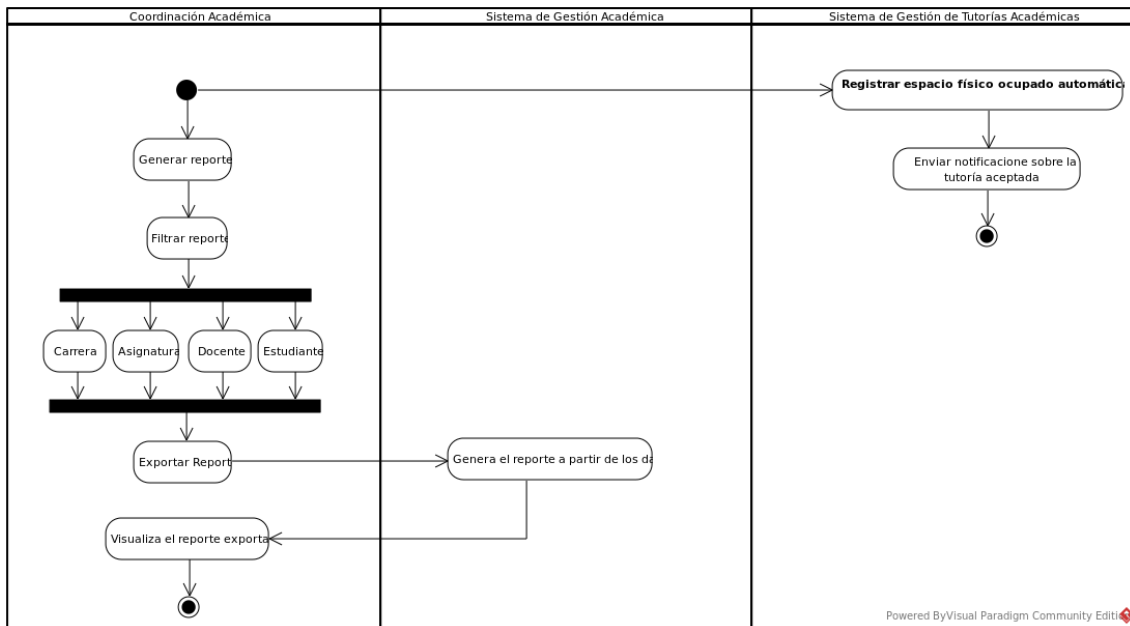 Coordinación Académica
Sistema de Gestión Académica
Sistema de Gestión de Tutorías Académicas
Registrar espacio físico ocupado automátic
Generar reporte
Enviar notificacione sobre la
tutoría aceptada
Filtrar reporte
Carrera
Asignatura
Docente
Estudiante
Exportar Report
Genera el reporte a partir de los da
Visualiza el reporte exporta
Powered ByVisual Paradigm Community Editio